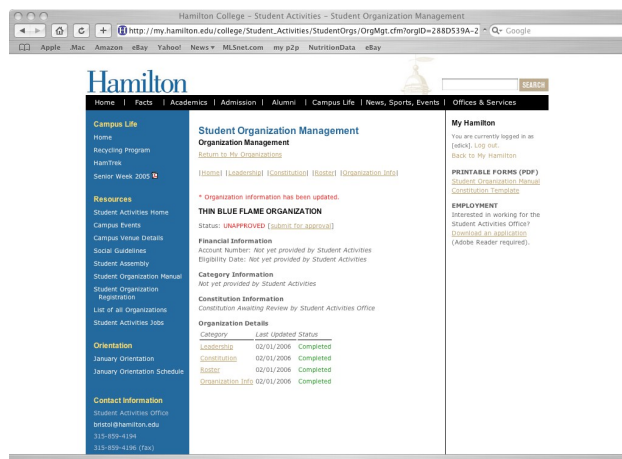 Hamilton College – Student Activities – Student Organization Management
http://my.hamilton.edu/college/Student_Activities/StudentOrgs/OrgMgt.cfm?orgID=288D539A-2
Google
Apple .Mac Amazon eBay Yahoo! News ▾ MLSnet.com my p2p NutritionData eBay
Hamilton
SEARCH
Home | Facts | Academics | Admission | Alumni | Campus Life | News, Sports, Events | Offices & Services
Campus Life
Home
Recycling Program
HamTrek
Senior Week 2005
Resources
Student Activities Home
Campus Events
Campus Venue Details
Social Guidelines
Student Assembly
Student Organization Manual
Student Organization
Registration
List of all Organizations
Student Activities Jobs
Orientation
January Orientation
January Orientation Schedule
Contact Information
Student Activities Office
bristol@hamilton.edu
315-859-4194
315-859-4196 (fax)
Student Organization Management
Organization Management
Return to My Organizations
[Home] [Leadership] [Constitution] [Roster] [Organization Info]
* Organization information has been updated.
THIN BLUE FLAME ORGANIZATION
Status: UNAPPROVED [submit for approval]
Financial Information
Account Number: Not yet provided by Student Activities
Eligibility Date: Not yet provided by Student Activities
Category Information
Not yet provided by Student Activities
Constitution Information
Constitution Awaiting Review by Student Activities Office
Organization Details
Category Last Updated Status
Leadership 02/01/2006 Completed
Constitution 02/01/2006 Completed
Roster 02/01/2006 Completed
Organization Info 02/01/2006 Completed
My Hamilton
You are currently logged in as
[edick]. Log out.
Back to My Hamilton
PRINTABLE FORMS (PDF)
Student Organization Manual
Constitution Template
EMPLOYMENT
Interested in working for the
Student Activities Office?
Download an application
(Adobe Reader required).